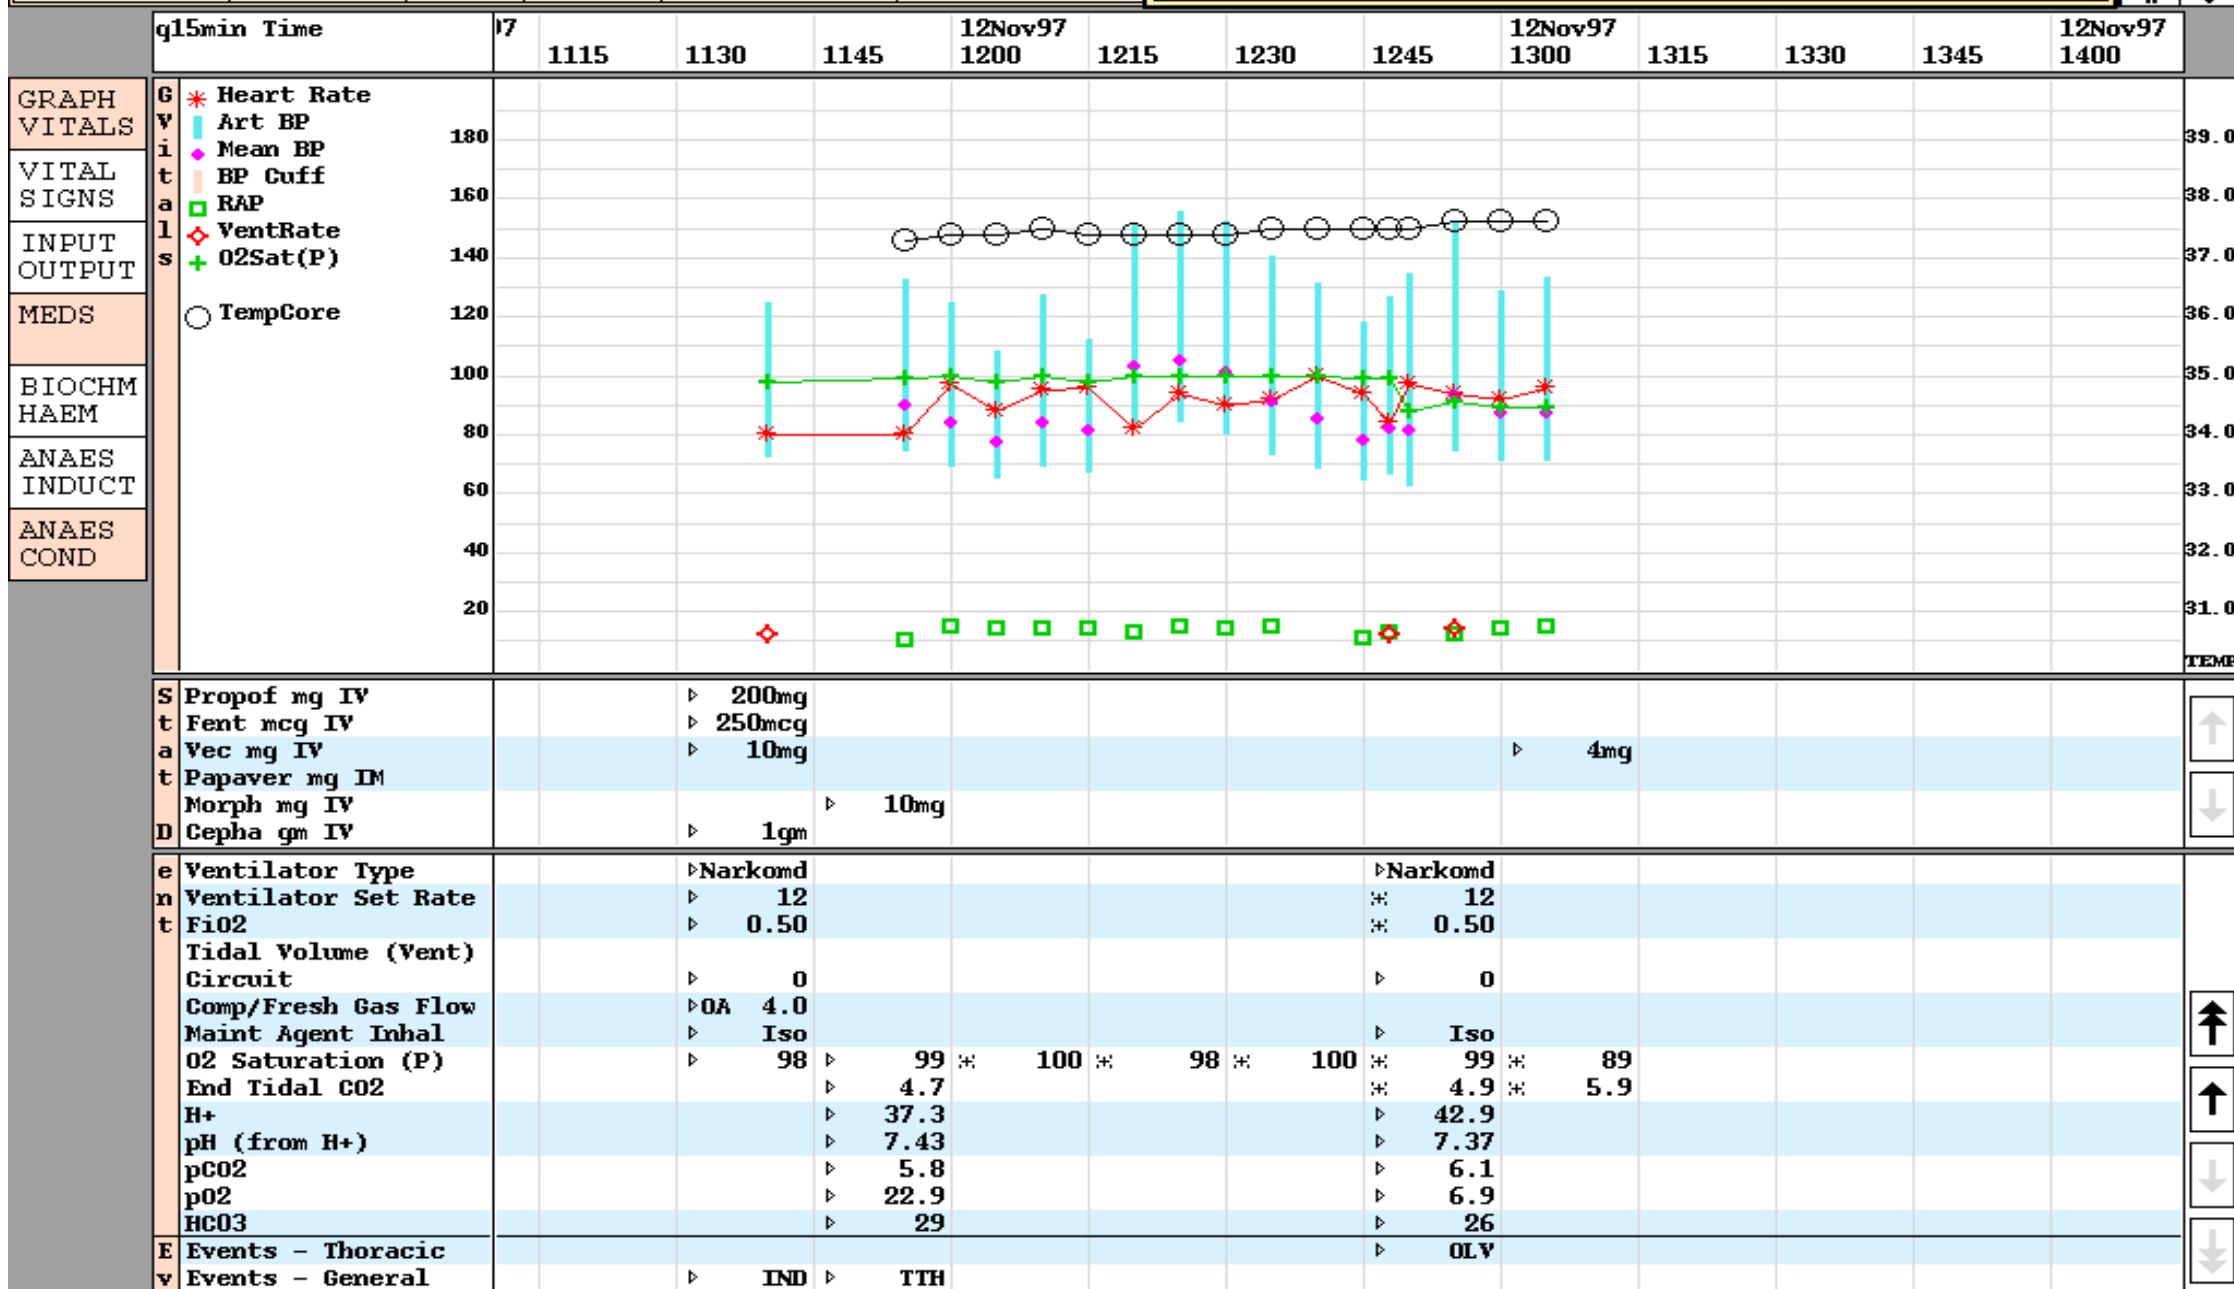 q15min Time
12Nov97 12Nov97 12Nov97
1115 1130 1145 1200 1215 1230 1245 1300 1315 1330 1345 1400
GRAPH
VITALS
VITAL
SIGNS
INPUT
OUTPUT
MEDS
BIOCHM
HAEM
ANAES
INDUCT
ANAES
COND
G V i t a l s
Heart Rate
Art BP
Mean BP
BP Cuff
RAP
VentRate
O2Sat(P)
TempCore
180
160
140
120
100
80
60
40
20
39.0
38.0
37.0
36.0
35.0
34.0
33.0
32.0
31.0
TEMP
S Propof mg IV 200mg
t Fent mcg IV 250mcg
a Vec mg IV 10mg 4mg
t Papaver mg IM
Morph mg IV 10mg
D Cepha gm IV 1gm
e Ventilator Type Narkomd Narkomd
n Ventilator Set Rate 12 12
t FiO2 0.50 0.50
Tidal Volume (Vent)
Circuit 0 0
Comp/Fresh Gas Flow OA 4.0
Maint Agent Inhal Iso Iso
O2 Saturation (P) 98 99 100 98 100 99 89
End Tidal CO2 4.7 4.9 5.9
H+ 37.3 42.9
pH (from H+) 7.43 7.37
pCO2 5.8 6.1
pO2 22.9 6.9
HCO3 29 26
E Events - Thoracic OLV
v Events - General IND TTH